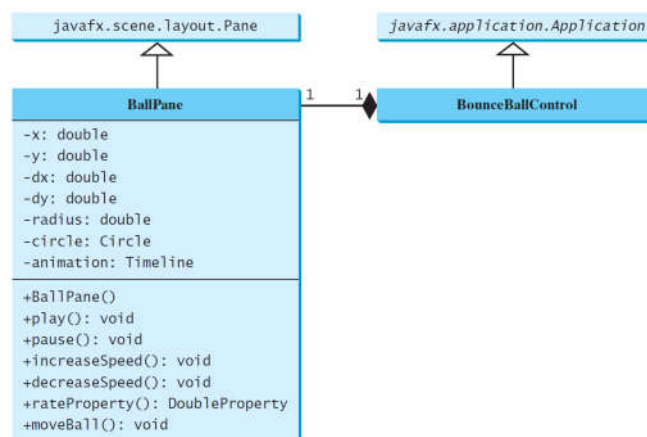 javafx.scene.layout.Pane
javafx.application.Application
BallPane
1
1
BounceBallControl
-x: double
-y: double
-dx: double
-dy: double
-radius: double
-circle: Circle
-animation: Timeline
+BallPane()
+play(): void
+pause(): void
+increaseSpeed(): void
+decreaseSpeed(): void
+rateProperty(): DoubleProperty
+moveBall(): void